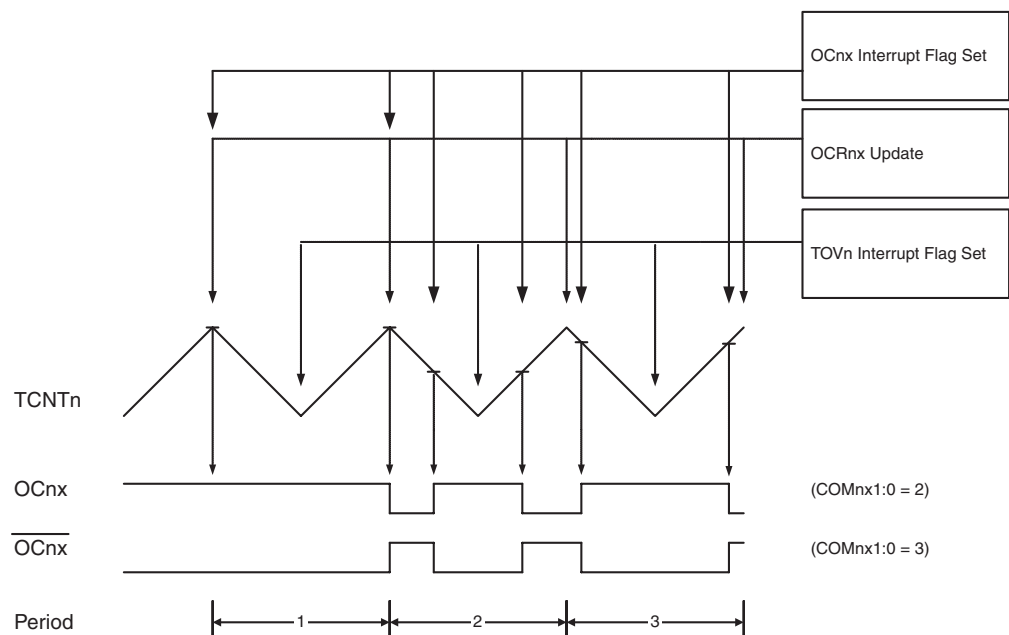 OCnx Interrupt Flag Set
OCRnx Update
TOVn Interrupt Flag Set
TCNTn
OCnx (COMnx1:0 = 2)
OCnx (COMnx1:0 = 3)
Period 1 2 3